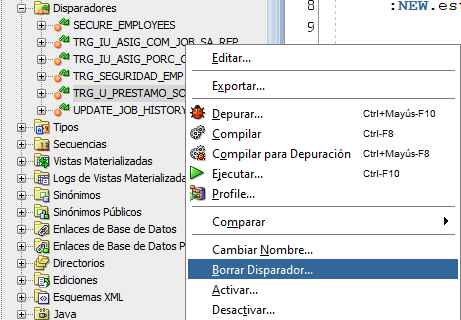 Disparadores
SECURE_EMPLOYEES
TRG_IU_ASIG_COM_JOB_SA_REP
TRG_IU_ASIG_PORC_C
TRG_SEGURIDAD_EMP
TRG_U_PRESTAMO_SO
UPDATE_JOB_HISTORY
Tipos
Secuencias
Vistas Materializadas
Logs de Vistas Materializada
Sinónimos
Sinónimos Públicos
Enlaces de Base de Datos
Enlaces de Base de Datos P
Directorios
Ediciones
Esquemas XML
Java
8 :NEW.est
9
Editar...
Exportar...
Depurar... Ctrl+Mayús-F10
Compilar Ctrl-F8
Compilar para Depuración Ctrl+Mayús-F8
Ejecutar... Ctrl-F10
Profile...
Comparar
Cambiar Nombre...
Borrar Disparador...
Activar...
Desactivar...